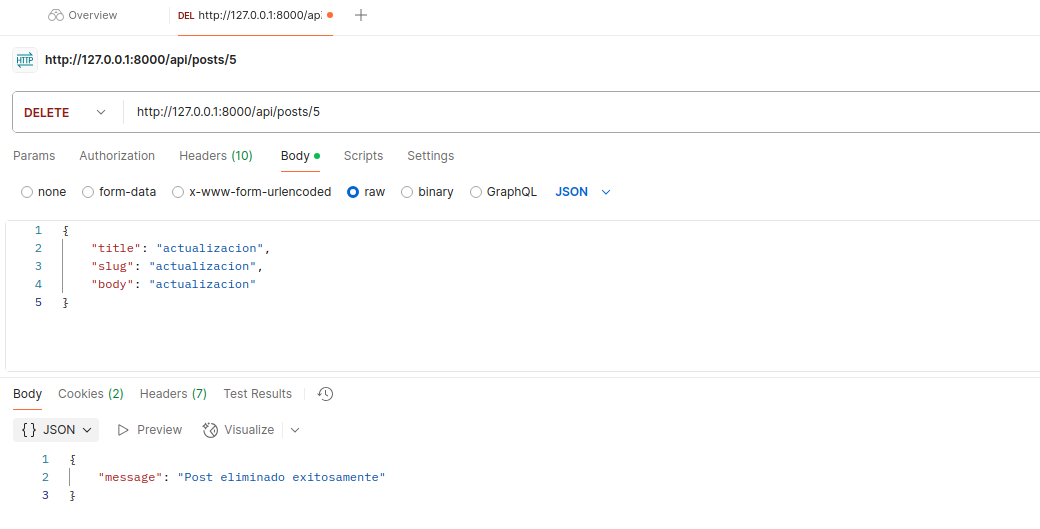 Overview DEL http://127.0.0.1:8000/ap
HTTP http://127.0.0.1:8000/api/posts/5
DELETE http://127.0.0.1:8000/api/posts/5
Params Authorization Headers (10) Body Scripts Settings
none form-data x-www-form-urlencoded raw binary GraphQL JSON
1 {
2 "title": "actualizacion",
3 "slug": "actualizacion",
4 "body": "actualizacion"
5 }
Body Cookies (2) Headers (7) Test Results
{} JSON Preview Visualize
1 {
2 "message": "Post eliminado exitosamente"
3 }